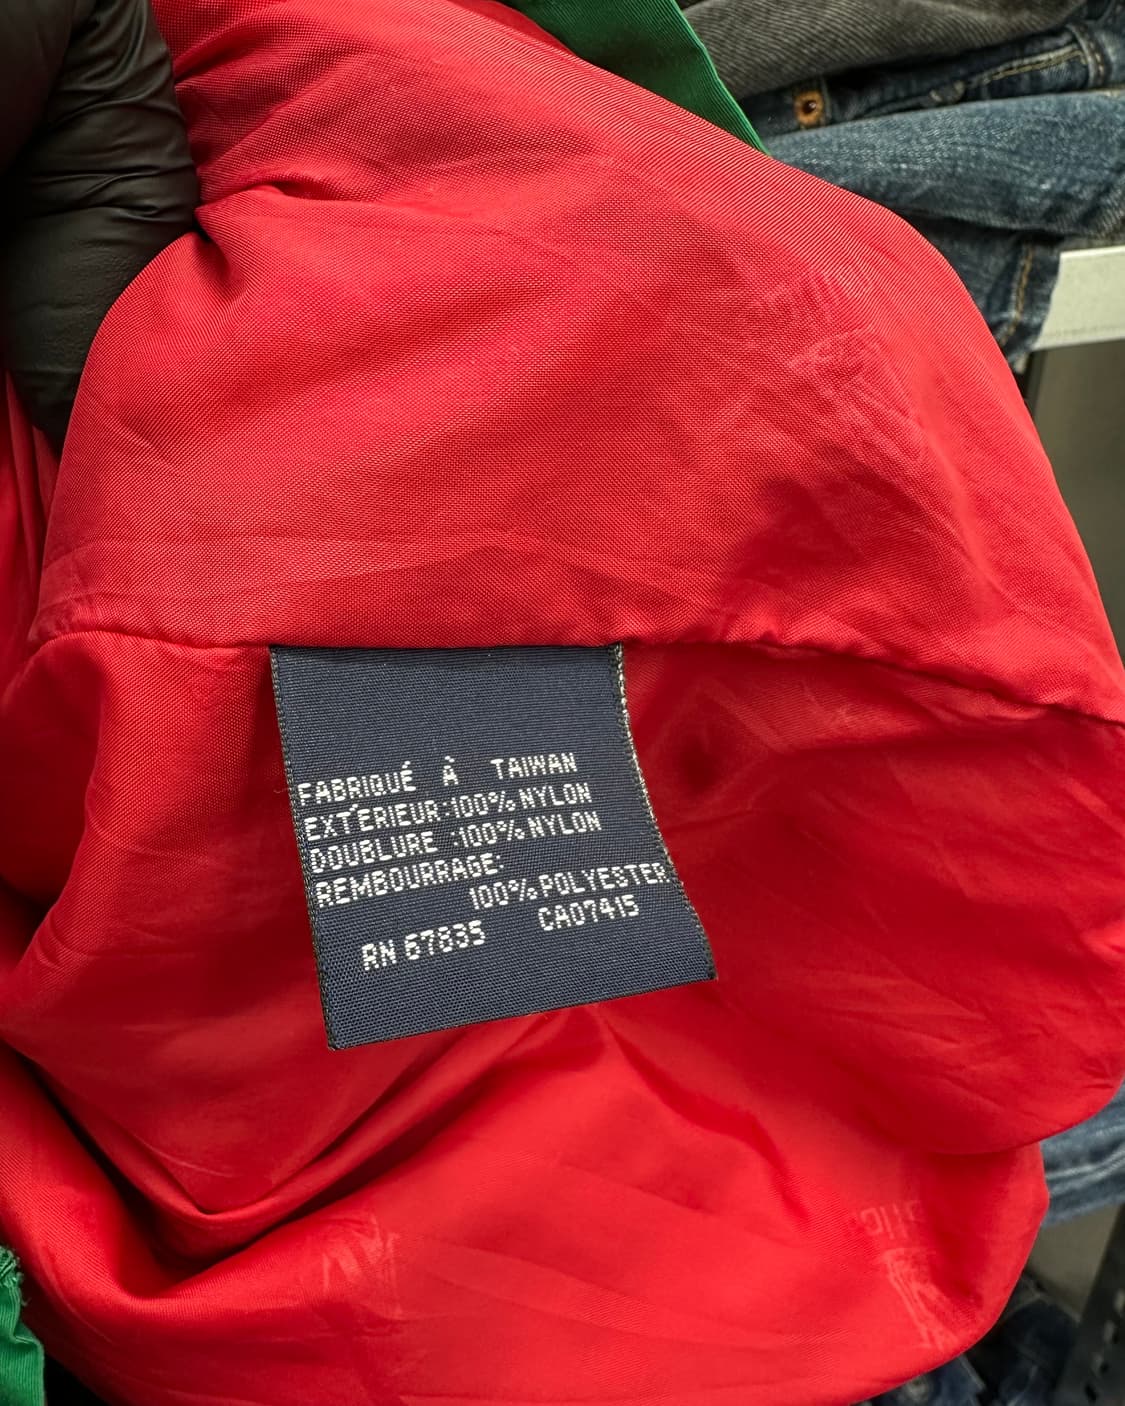 FABRIQUÉ À TAIWAN
EXTÉRIEUR:100% NYLON
DOUBLURE :100% NYLON
REMBOURRAGE:
100% POLYESTER
RN 67835 CA07415